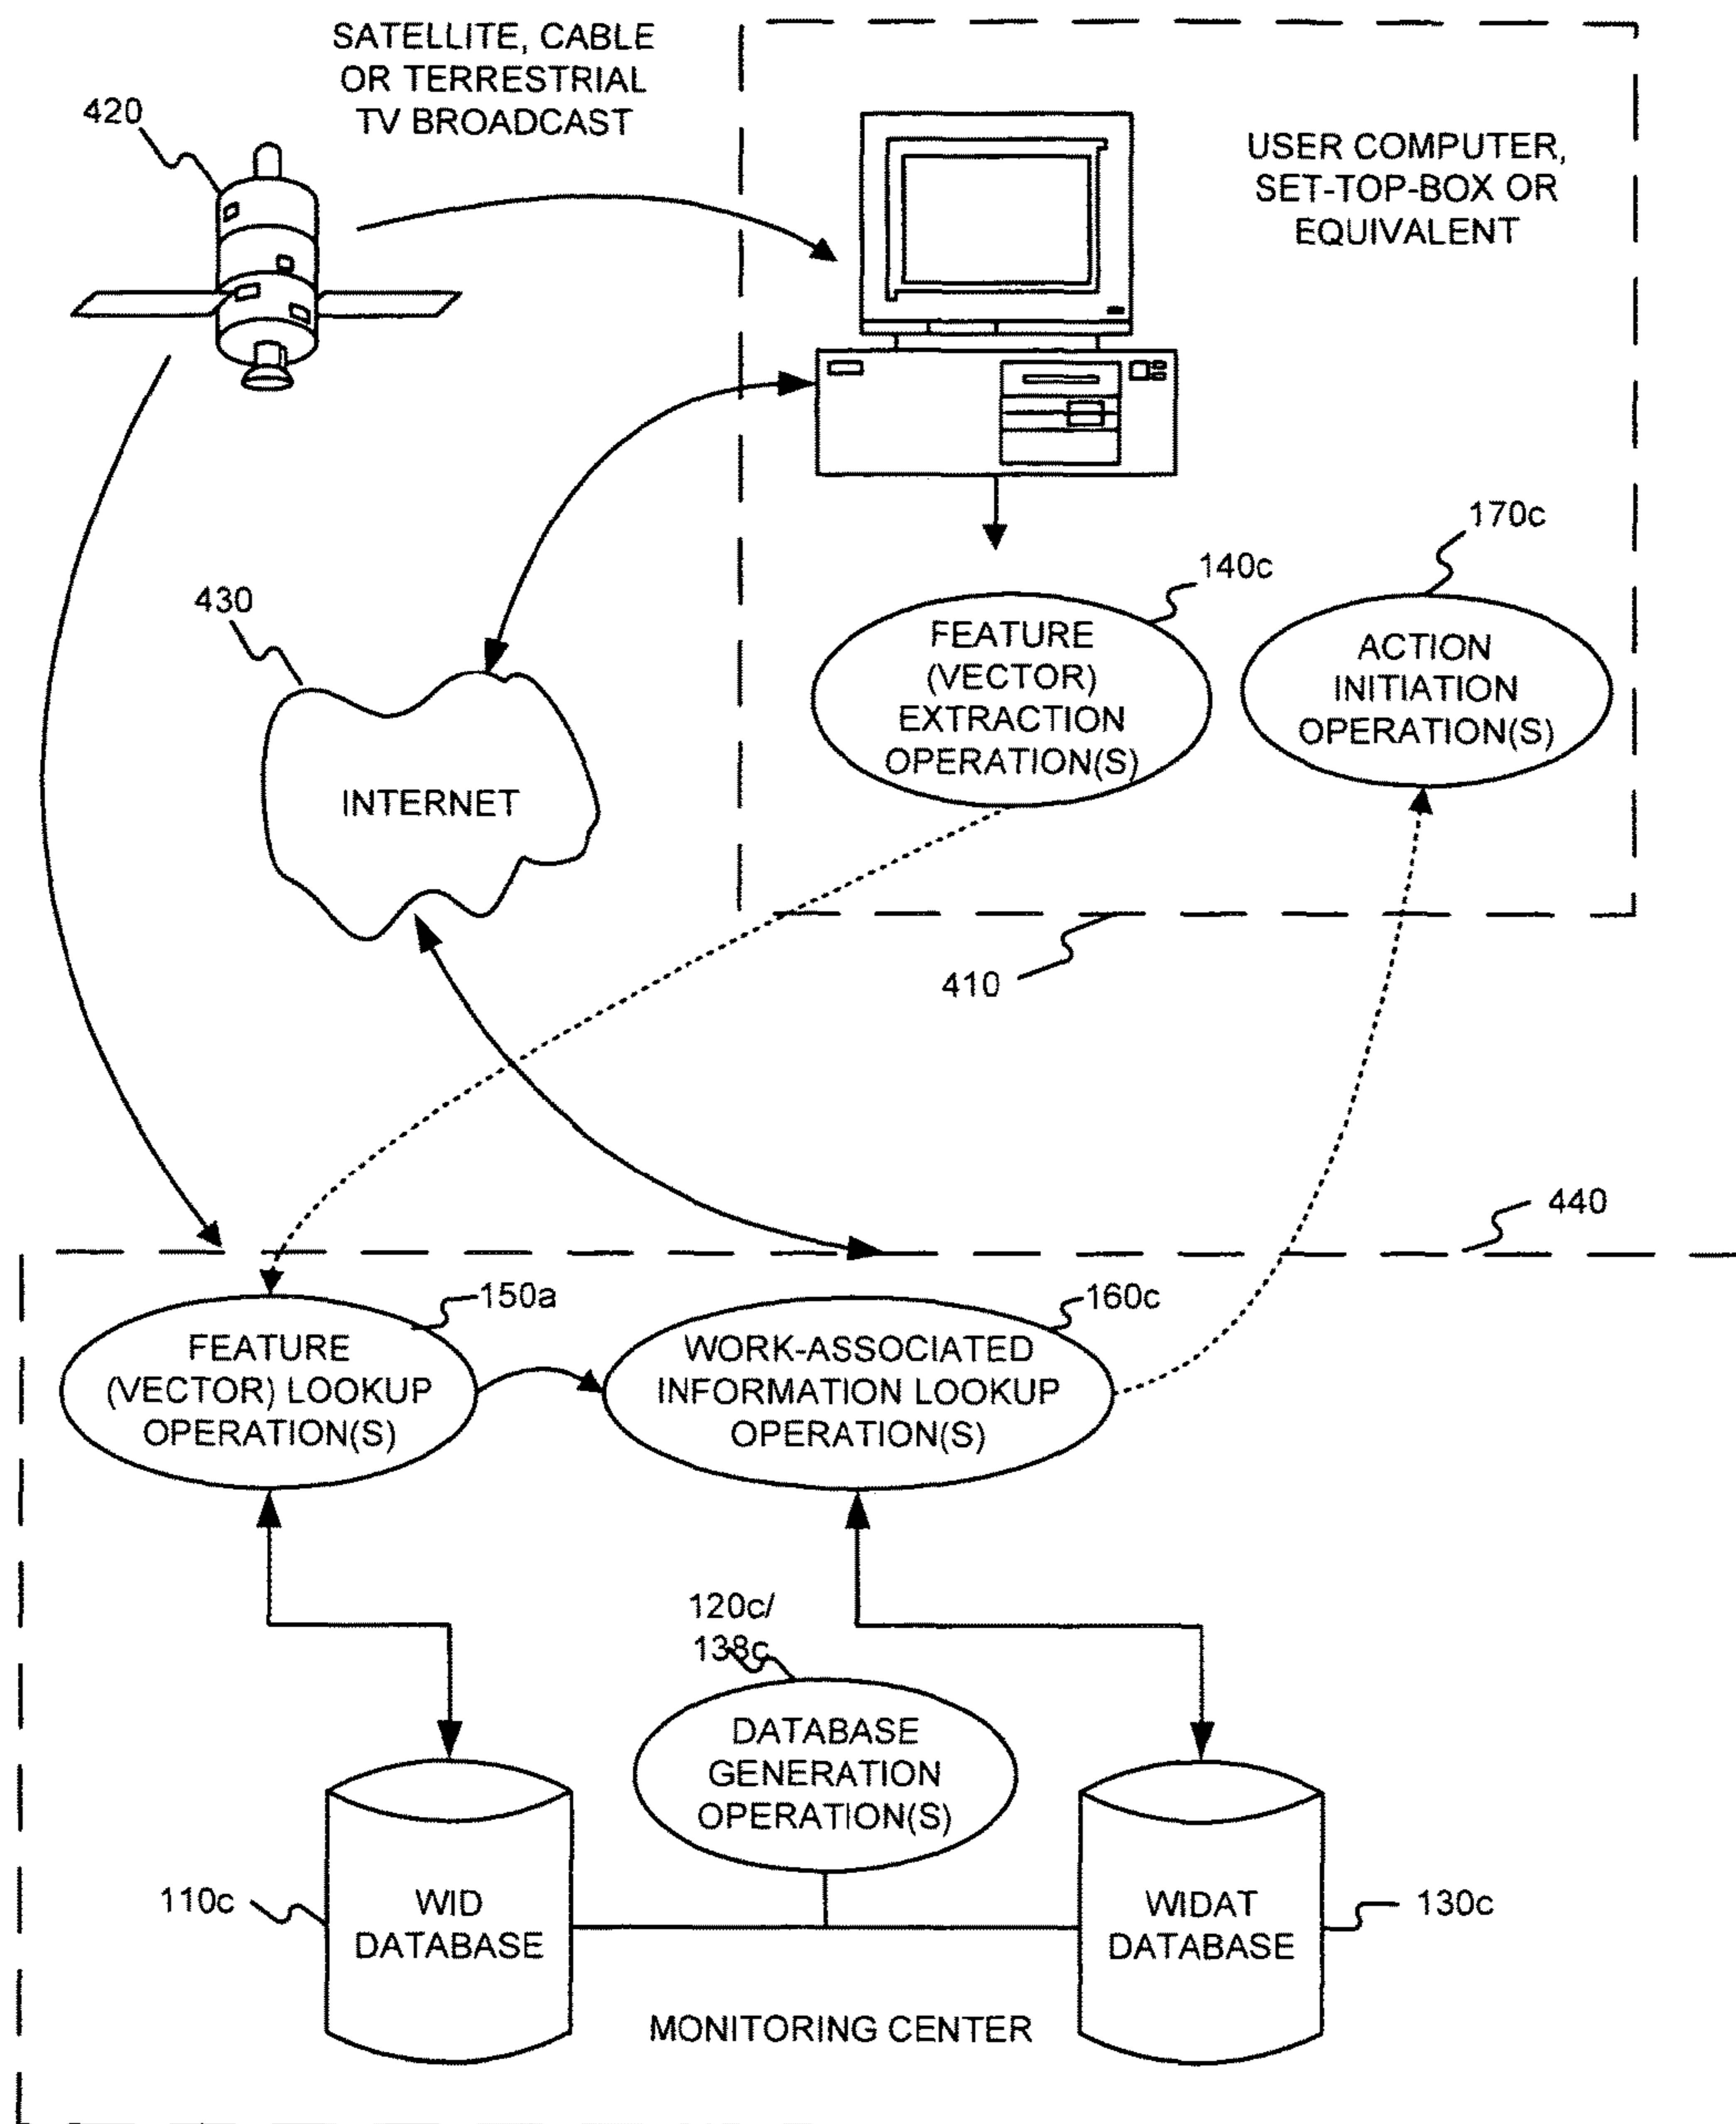 SATELLITE, CABLE
OR TERRESTRIAL
TV BROADCAST
420
USER COMPUTER,
SET-TOP-BOX OR
EQUIVALENT
170c
140c
430
FEATURE
(VECTOR)
EXTRACTION
OPERATION(S)
ACTION
INITIATION
OPERATION(S)
INTERNET
410
440
150a
160c
FEATURE
(VECTOR) LOOKUP
OPERATION(S)
WORK-ASSOCIATED
INFORMATION LOOKUP
OPERATION(S)
120c/
138c
DATABASE
GENERATION
OPERATION(S)
110c
WID
DATABASE
WIDAT
DATABASE
130c
MONITORING CENTER